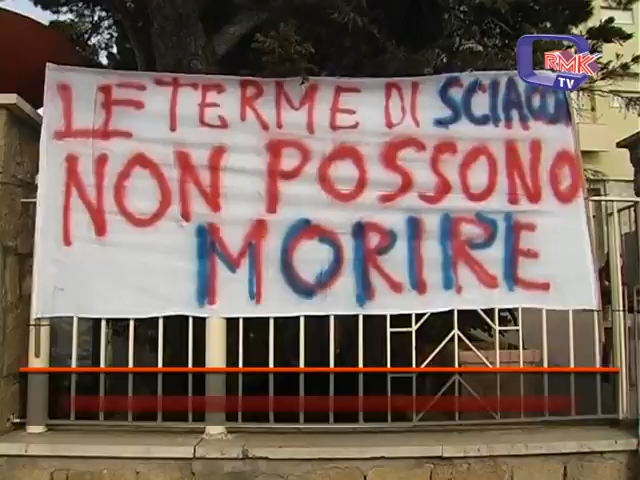 RMK
TV
LE TERME DI SCIACCA
NON POSSONO
MORIRE